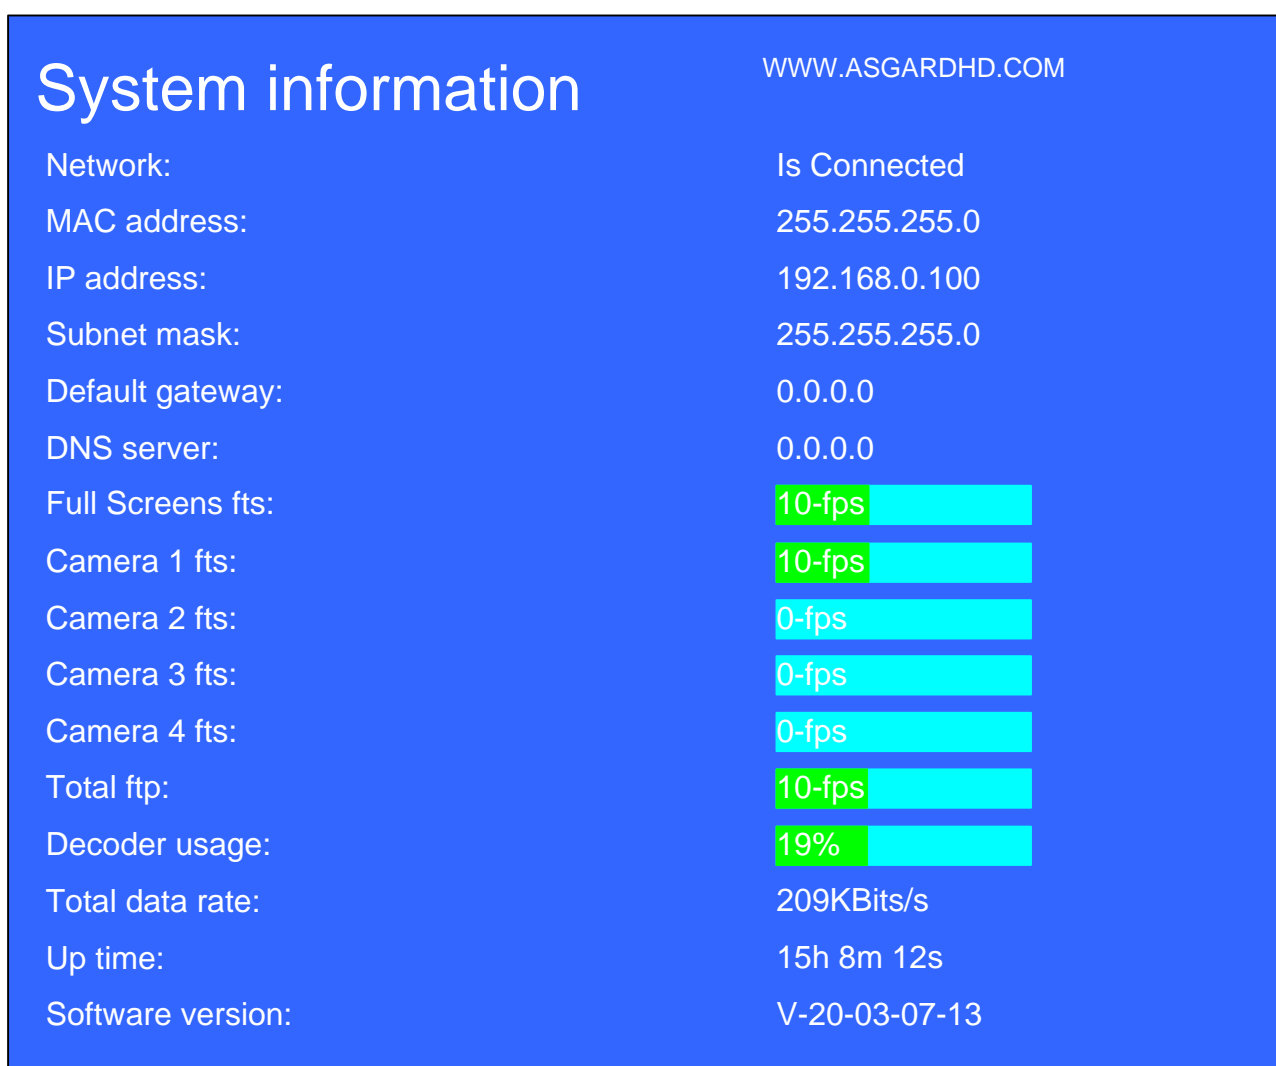 System information WWW.ASGARDHD.COM
Network: Is Connected
MAC address: 255.255.255.0
IP address: 192.168.0.100
Subnet mask: 255.255.255.0
Default gateway: 0.0.0.0
DNS server: 0.0.0.0
Full Screens fts: 10-fps
Camera 1 fts: 10-fps
Camera 2 fts: 0-fps
Camera 3 fts: 0-fps
Camera 4 fts: 0-fps
Total ftp: 10-fps
Decoder usage: 19%
Total data rate: 209KBits/s
Up time: 15h 8m 12s
Software version: V-20-03-07-13